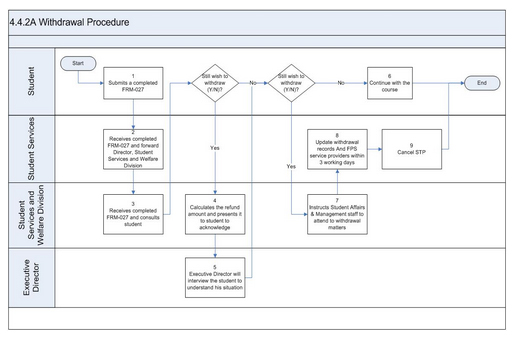 4.4.2A Withdrawal Procedure
Student
Start
1
Submits a completed
FRM-027
Still wish to
withdraw
(Y/N)?
No
Still wish to
withdraw
(Y/N)?
No
6
Continue with the
course
End
Yes
Yes
Student Services
2
Receives completed
FRM-027 and forward
Director, Student
Services and Welfare
Division
8
Update withdrawal
records And FPS
service providers within
3 working days
9
Cancel STP
Student
Services and
Welfare Division
3
Receives completed
FRM-027 and consults
student
4
Calculates the refund
amount and presents it
to student to
acknowledge
7
Instructs Student Affairs
& Management staff to
attend to withdrawal
matters
Executive
Director
5
Executive Director will
interview the student to
understand his situation